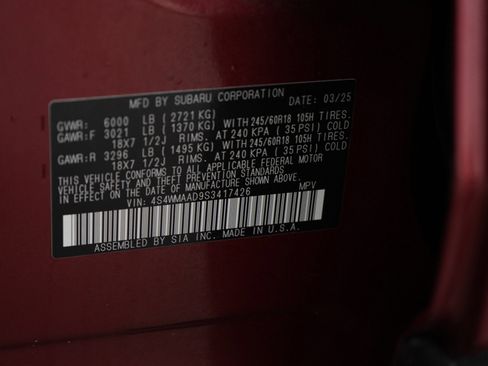 MFD BY SUBARU CORPORATION DATE: 03/25
GVWR: 6000 LB (2721 KG)
GAWR:F 3021 LB (1370 KG) WITH 245/60R18 105H TIRES.
18X7 1/2J RIMS. AT 240 KPA (35 PSI) COLD
GAWR:R 3296 LB (1495 KG) WITH 245/60R18 105H TIRES.
18X7 1/2J RIMS. AT 240 KPA (35 PSI) COLD
THIS VEHICLE CONFORMS TO ALL APPLICABLE FEDERAL MOTOR
VEHICLE SAFETY STANDARDS IN EFFECT ON THE DATE OF MANUFACTURE SHOWN ABOVE.
VIN: 4S4WMAAD9S3417426 MPV
ASSEMBLED BY SIA INC. MADE IN U.S.A.